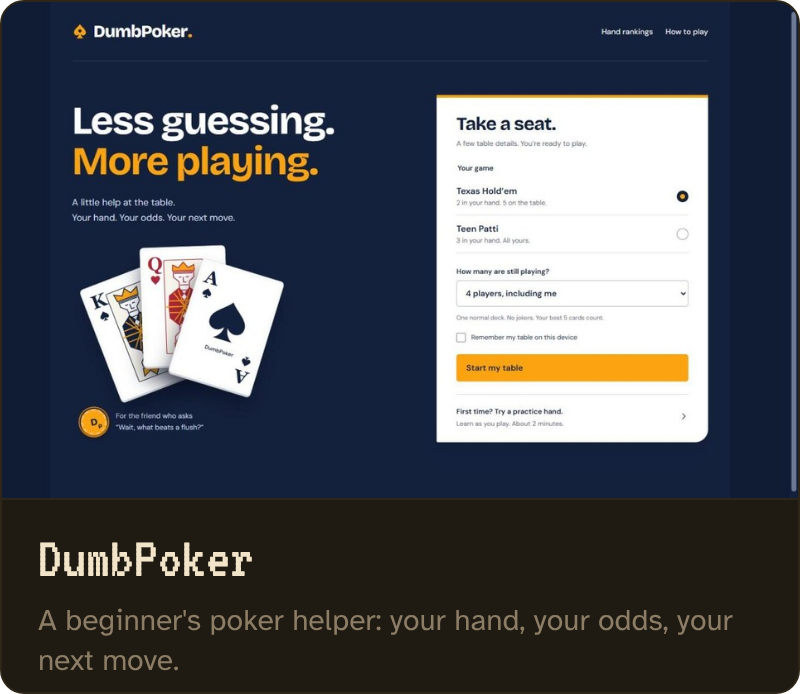 DumbPoker.
Hand rankings
How to play
Less guessing.
More playing.
A little help at the table.
Your hand. Your odds. Your next move.
K
Q
A
DumbPoker
A
Dp
For the friend who asks
“Wait, what beats a flush?”
Take a seat.
A few table details. You're ready to play.
Your game
Texas Hold'em
2 in your hand. 5 on the table.
Teen Patti
3 in your hand. All yours.
How many are still playing?
4 players, including me
One normal deck. No jokers. Your best 5 cards count.
Remember my table on this device
Start my table
First time? Try a practice hand.
Learn as you play. About 2 minutes.
DumbPoker
A beginner's poker helper: your hand, your odds, your
next move.